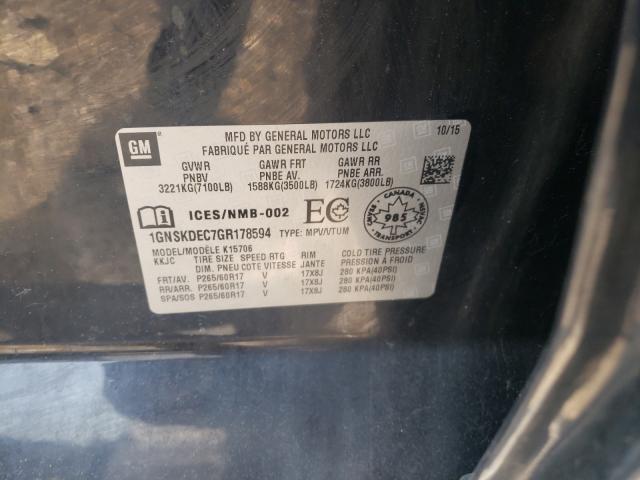 GM
MFD BY GENERAL MOTORS LLC
10/15
FABRIQUÉ PAR GENERAL MOTORS LLC
GVWR GAWR FRT GAWR RR
PNBV PNBE AV. PNBE ARR.
3221KG(7100LB) 1588KG(3500LB) 1724KG(3800LB)
ICES/NMB-002 EC CANADA 985
1GNSKDEC7GR178594 TYPE: MPV/VTUM
MODEL/MODÈLE K15706
KKJC TIRE SIZE SPEED RTG RIM COLD TIRE PRESSURE
DIM. PNEU COTE VITESSE JANTE PRESSION À FROID
FRT/AV. P265/60R17 V 17X8J 280 KPA(40PSI)
RR/ARR. P265/60R17 V 17X8J 280 KPA(40PSI)
SPA/SOS P265/60R17 V 17X8J 280 KPA(40PSI)